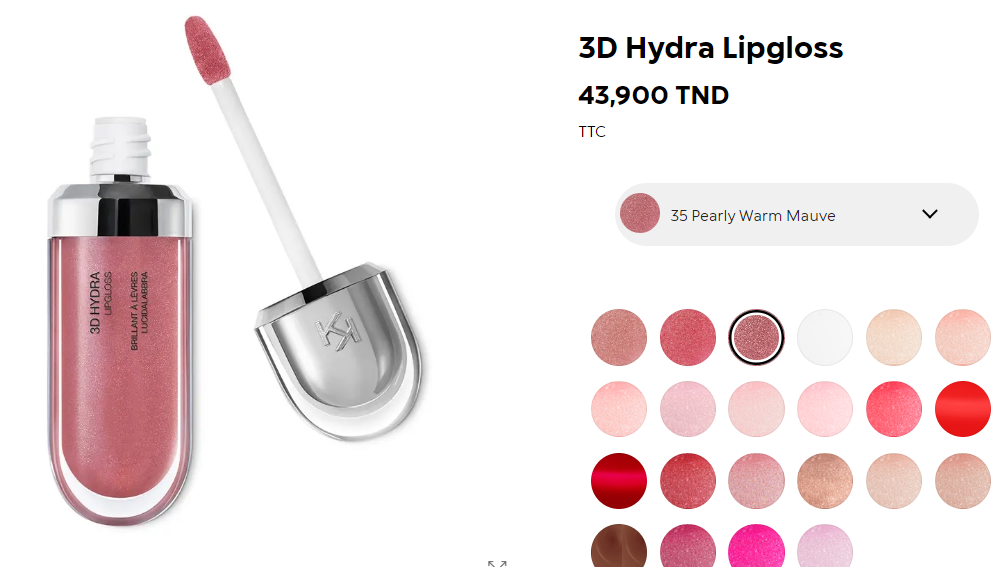 3D Hydra Lipgloss
43,900 TND
TTC
35 Pearly Warm Mauve
3D HYDRA
LIPGLOSS
BRILLANT À LÈVRES
LUCIDALABBRA